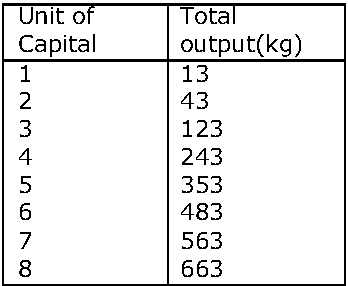 Unit of Capital | Total output(kg)
1 | 13
2 | 43
3 | 123
4 | 243
5 | 353
6 | 483
7 | 563
8 | 663